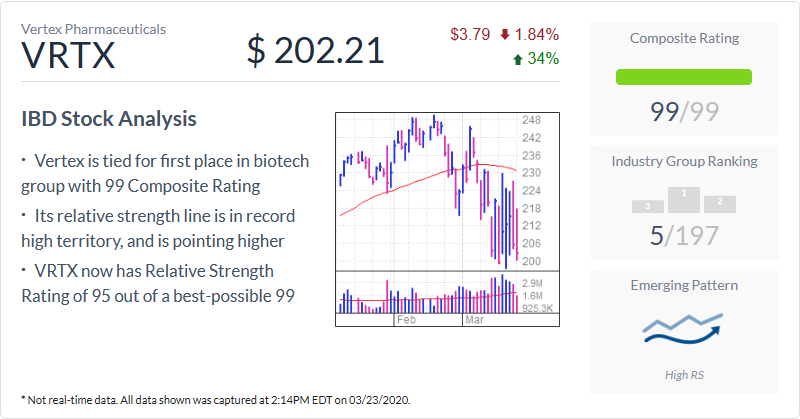 Vertex Pharmaceuticals
VRTX
$ 202.21
$3.79 1.84%
34%
IBD Stock Analysis
· Vertex is tied for first place in biotech
group with 99 Composite Rating
· Its relative strength line is in record
high territory, and is pointing higher
· VRTX now has Relative Strength
Rating of 95 out of a best-possible 99
248
242
236
230
224
218
212
206
200
2.9M
1.6M
925.3K
Feb
Mar
Composite Rating
99/99
Industry Group Ranking
3 1 2
5/197
Emerging Pattern
High RS
* Not real-time data. All data shown was captured at 2:14PM EDT on 03/23/2020.